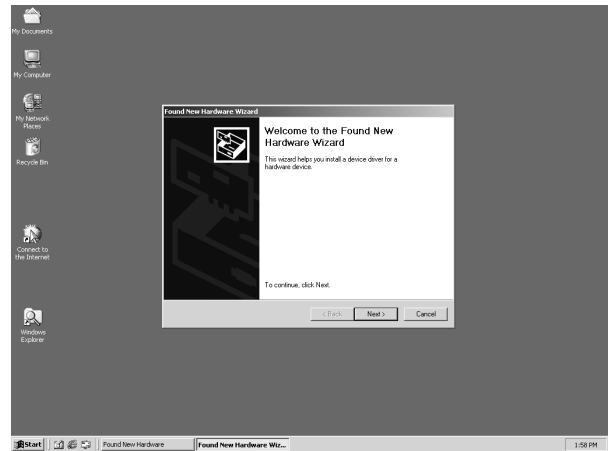 My Documents
My Computer
My Network
Places
Recycle Bin
Connect to
the Internet
Windows
Explorer
Found New Hardware Wizard
Welcome to the Found New
Hardware Wizard
This wizard helps you install a device driver for a
hardware device.
To continue, click Next.
< Back
Next >
Cancel
Start
Found New Hardware
Found New Hardware Wiz...
1:58 PM